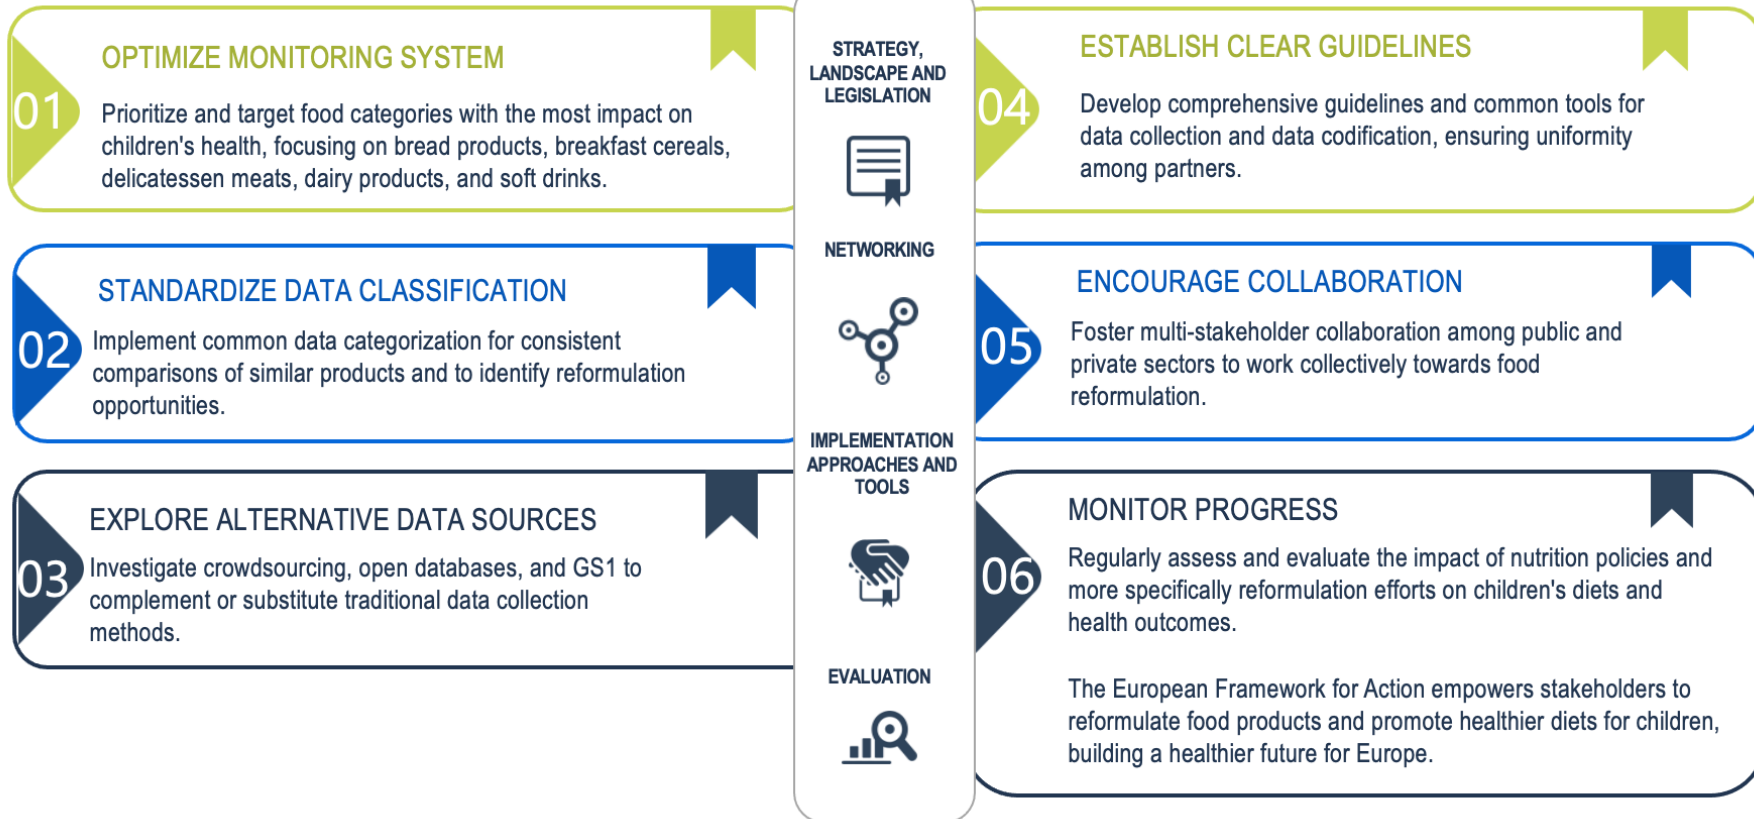 01
OPTIMIZE MONITORING SYSTEM
Prioritize and target food categories with the most impact on
children's health, focusing on bread products, breakfast cereals,
delicatessen meats, dairy products, and soft drinks.
02
STANDARDIZE DATA CLASSIFICATION
Implement common data categorization for consistent
comparisons of similar products and to identify reformulation
opportunities.
03
EXPLORE ALTERNATIVE DATA SOURCES
Investigate crowdsourcing, open databases, and GS1 to
complement or substitute traditional data collection
methods.
STRATEGY,
LANDSCAPE AND
LEGISLATION
NETWORKING
IMPLEMENTATION
APPROACHES AND
TOOLS
EVALUATION
04
ESTABLISH CLEAR GUIDELINES
Develop comprehensive guidelines and common tools for
data collection and data codification, ensuring uniformity
among partners.
05
ENCOURAGE COLLABORATION
Foster multi-stakeholder collaboration among public and
private sectors to work collectively towards food
reformulation.
06
MONITOR PROGRESS
Regularly assess and evaluate the impact of nutrition policies and
more specifically reformulation efforts on children's diets and
health outcomes.
The European Framework for Action empowers stakeholders to
reformulate food products and promote healthier diets for children,
building a healthier future for Europe.